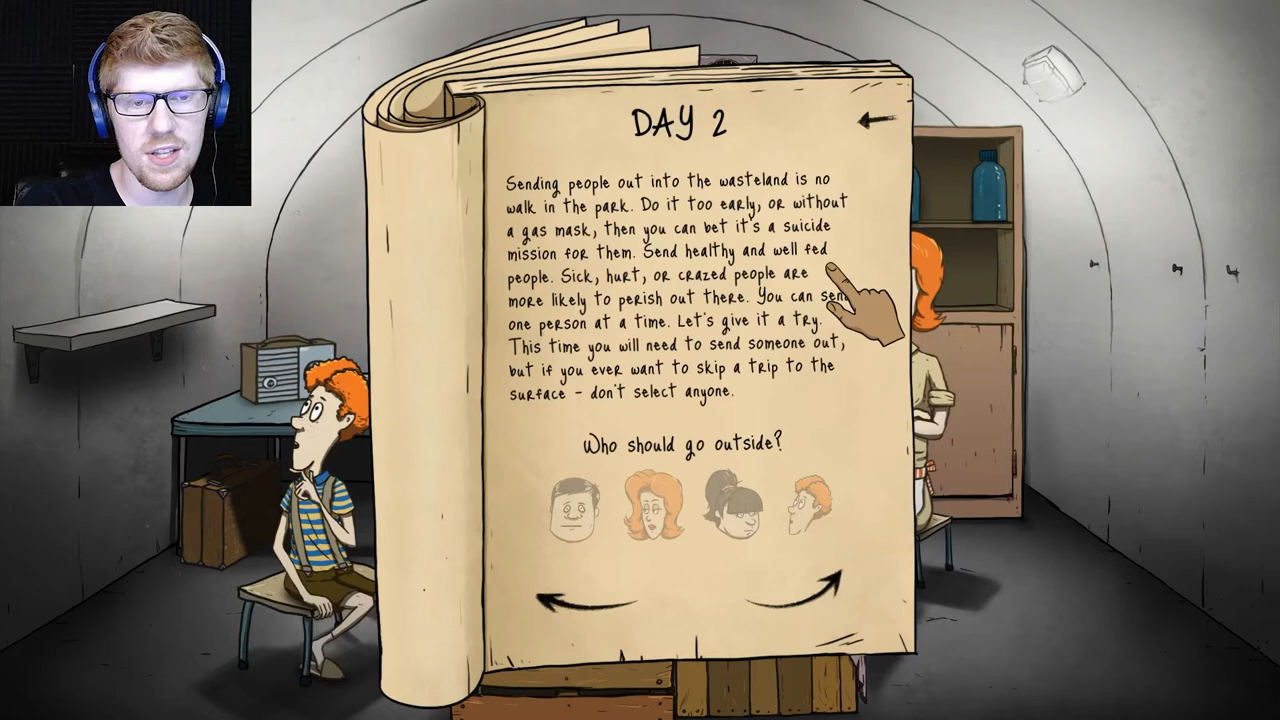 DAY 2
Sending people out into the wasteland is no
walk in the park. Do it too early, or without
a gas mask, then you can bet it's a suicide
mission for them. Send healthy and well fed
people. Sick, hurt, or crazed people are
more likely to perish out there. You can
one person at a time. Let's give it a try.
This time you will need to send someone out,
but if you ever want to skip a trip to the
surface - don't select anyone.
Who should go outside?